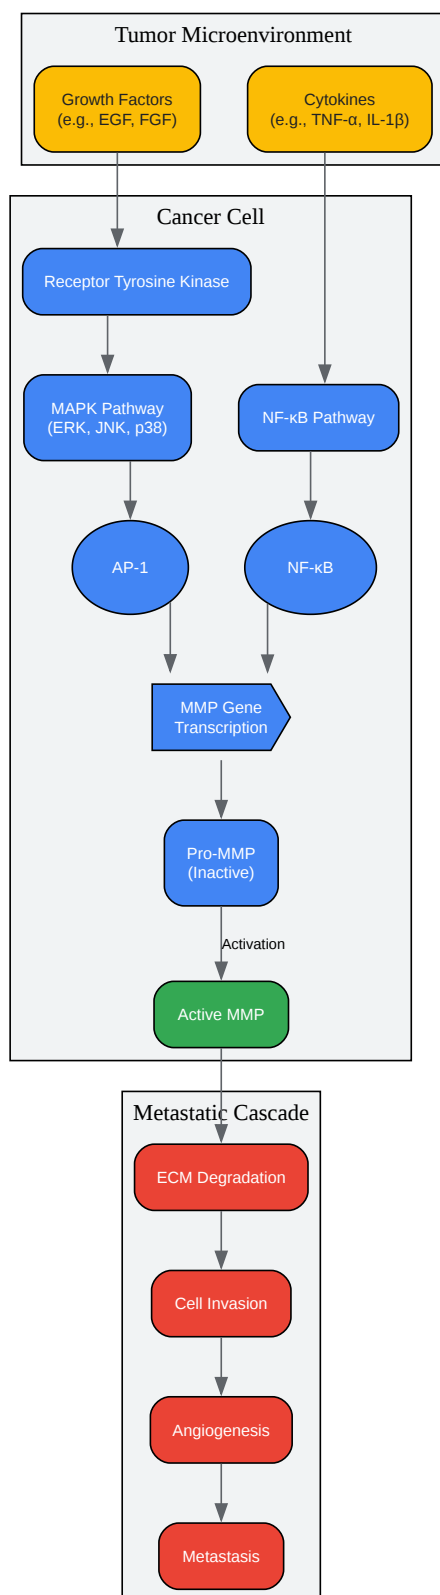 Tumor Microenvironment
Growth Factors
(e.g., EGF, FGF)
Cytokines
(e.g., TNF-α, IL-1β)
Cancer Cell
Receptor Tyrosine Kinase
MAPK Pathway
(ERK, JNK, p38)
NF-κB Pathway
AP-1
NF-κB
MMP Gene
Transcription
Pro-MMP
(Inactive)
Activation
Active MMP
Metastatic Cascade
ECM Degradation
Cell Invasion
Angiogenesis
Metastasis